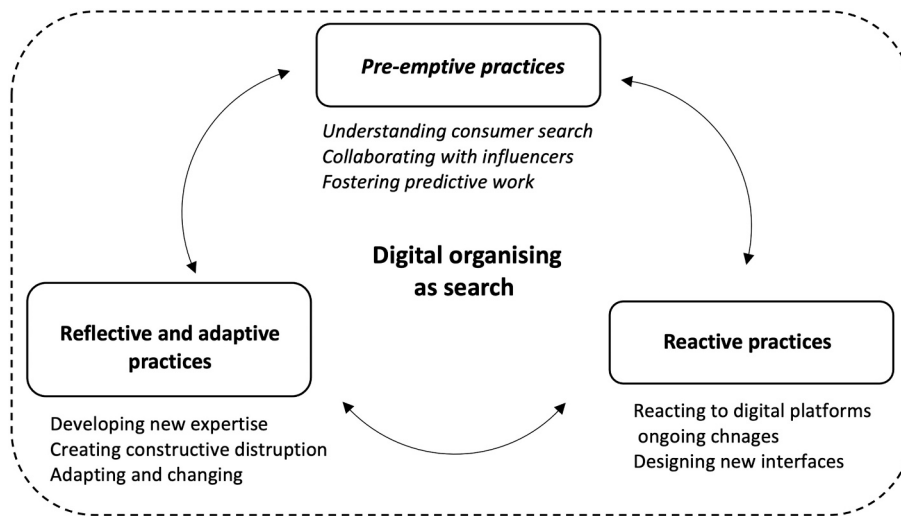 Pre-emptive practices
Understanding consumer search
Collaborating with influencers
Fostering predictive work
Digital organising
as search
Reflective and adaptive
practices
Developing new expertise
Creating constructive distruption
Adapting and changing
Reactive practices
Reacting to digital platforms
ongoing chnages
Designing new interfaces